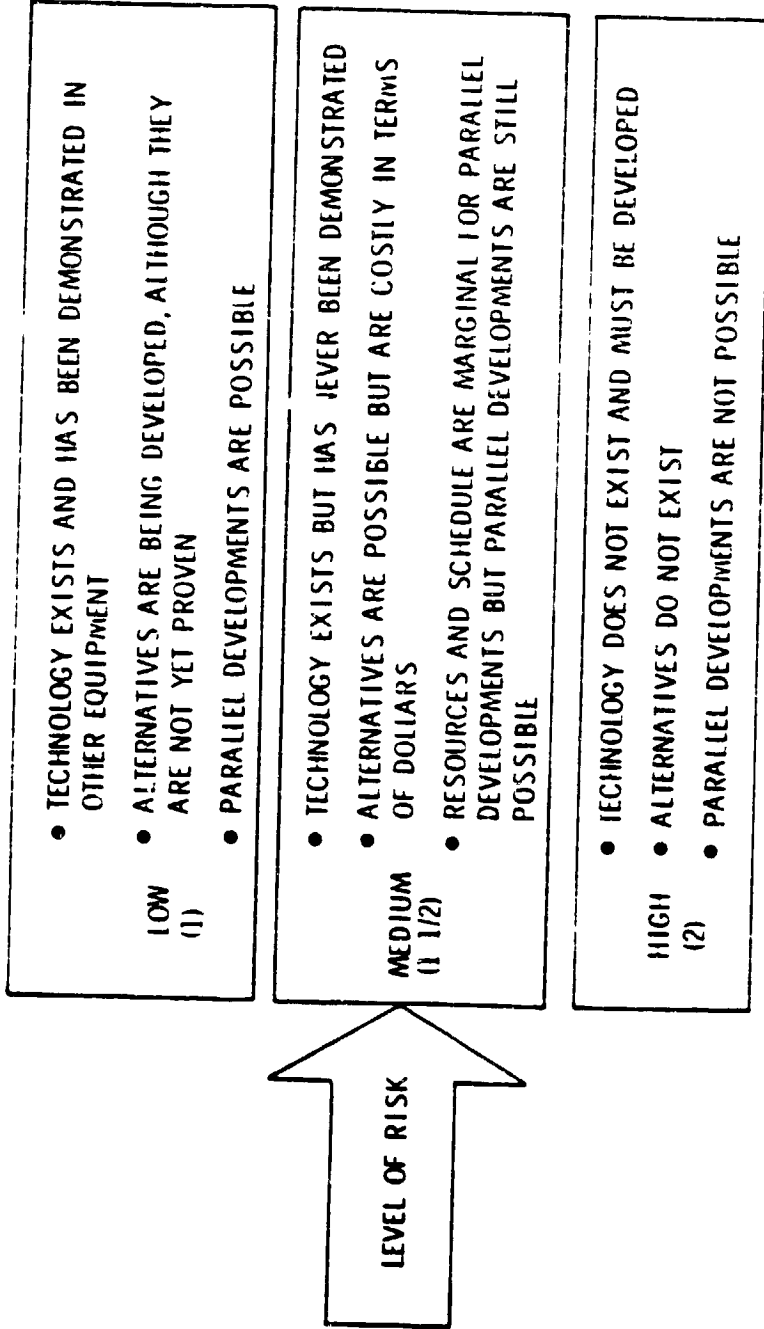 LEVEL OF RISK
LOW
(1)
• TECHNOLOGY EXISTS AND HAS BEEN DEMONSTRATED IN
OTHER EQUIPMENT
• ALTERNATIVES ARE BEING DEVELOPED, ALTHOUGH THEY
ARE NOT YET PROVEN
• PARALLEL DEVELOPMENTS ARE POSSIBLE
MEDIUM
(1 1/2)
• TECHNOLOGY EXISTS BUT HAS NEVER BEEN DEMONSTRATED
• ALTERNATIVES ARE POSSIBLE BUT ARE COSTLY IN TERMS
OF DOLLARS
• RESOURCES AND SCHEDULE ARE MARGINAL FOR PARALLEL
DEVELOPMENTS BUT PARALLEL DEVELOPMENTS ARE STILL
POSSIBLE
HIGH
(2)
• TECHNOLOGY DOES NOT EXIST AND MUST BE DEVELOPED
• ALTERNATIVES DO NOT EXIST
• PARALLEL DEVELOPMENTS ARE NOT POSSIBLE